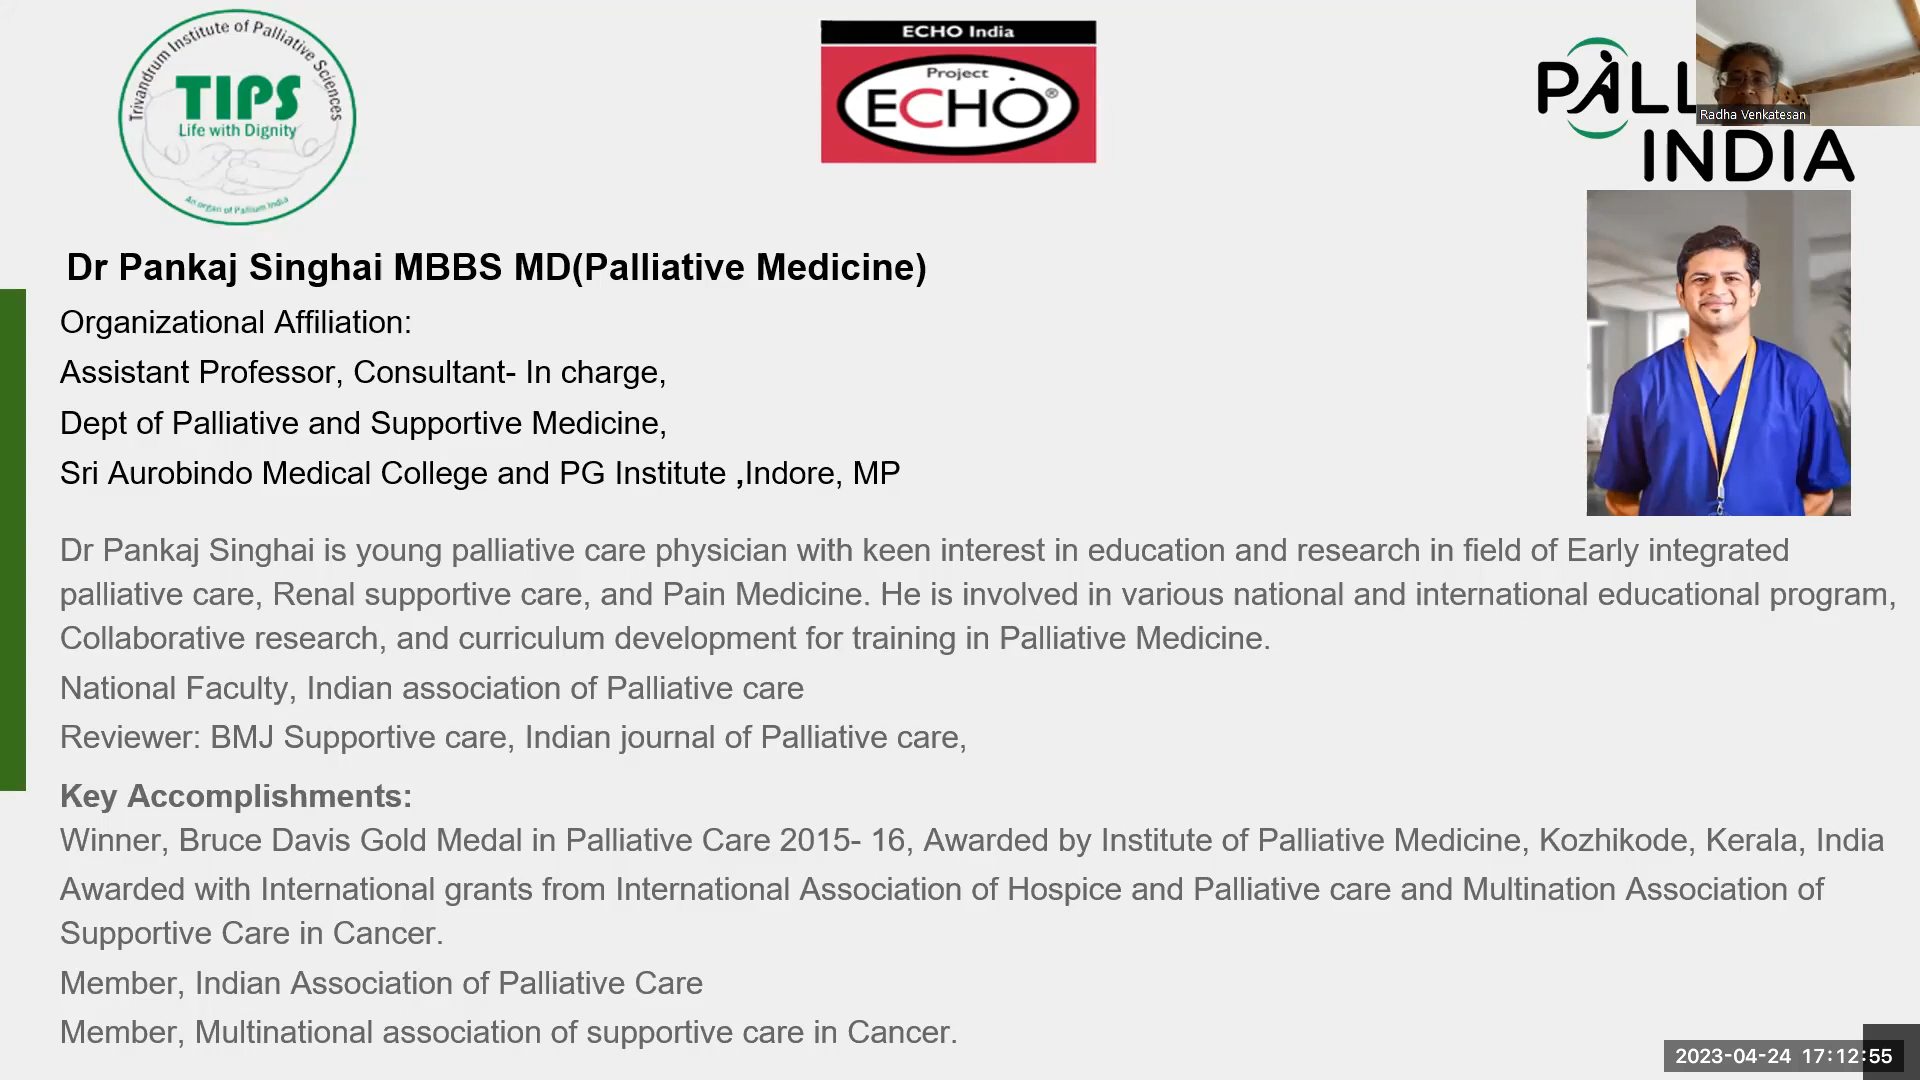 Trivandrum Institute of Palliative Sciences
TIPS
Life with Dignity
An organ of Pallium India
ECHO India
Project
ECHO®
PALL
INDIA
Radha Venkatesan
Dr Pankaj Singhai MBBS MD(Palliative Medicine)
Organizational Affiliation:
Assistant Professor, Consultant- In charge,
Dept of Palliative and Supportive Medicine,
Sri Aurobindo Medical College and PG Institute ,Indore, MP
Dr Pankaj Singhai is young palliative care physician with keen interest in education and research in field of Early integrated
palliative care, Renal supportive care, and Pain Medicine. He is involved in various national and international educational program,
Collaborative research, and curriculum development for training in Palliative Medicine.
National Faculty, Indian association of Palliative care
Reviewer: BMJ Supportive care, Indian journal of Palliative care,
Key Accomplishments:
Winner, Bruce Davis Gold Medal in Palliative Care 2015- 16, Awarded by Institute of Palliative Medicine, Kozhikode, Kerala, India
Awarded with International grants from International Association of Hospice and Palliative care and Multination Association of
Supportive Care in Cancer.
Member, Indian Association of Palliative Care
Member, Multinational association of supportive care in Cancer.
2023-04-24 17:12:55